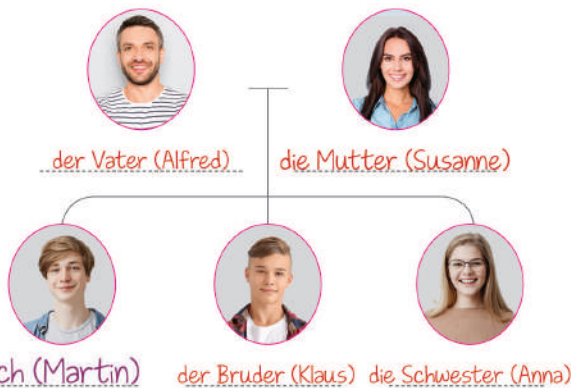 der Vater (Alfred) die Mutter (Susanne)
ch (Martin) der Bruder (Klaus) die Schwester (Anna)